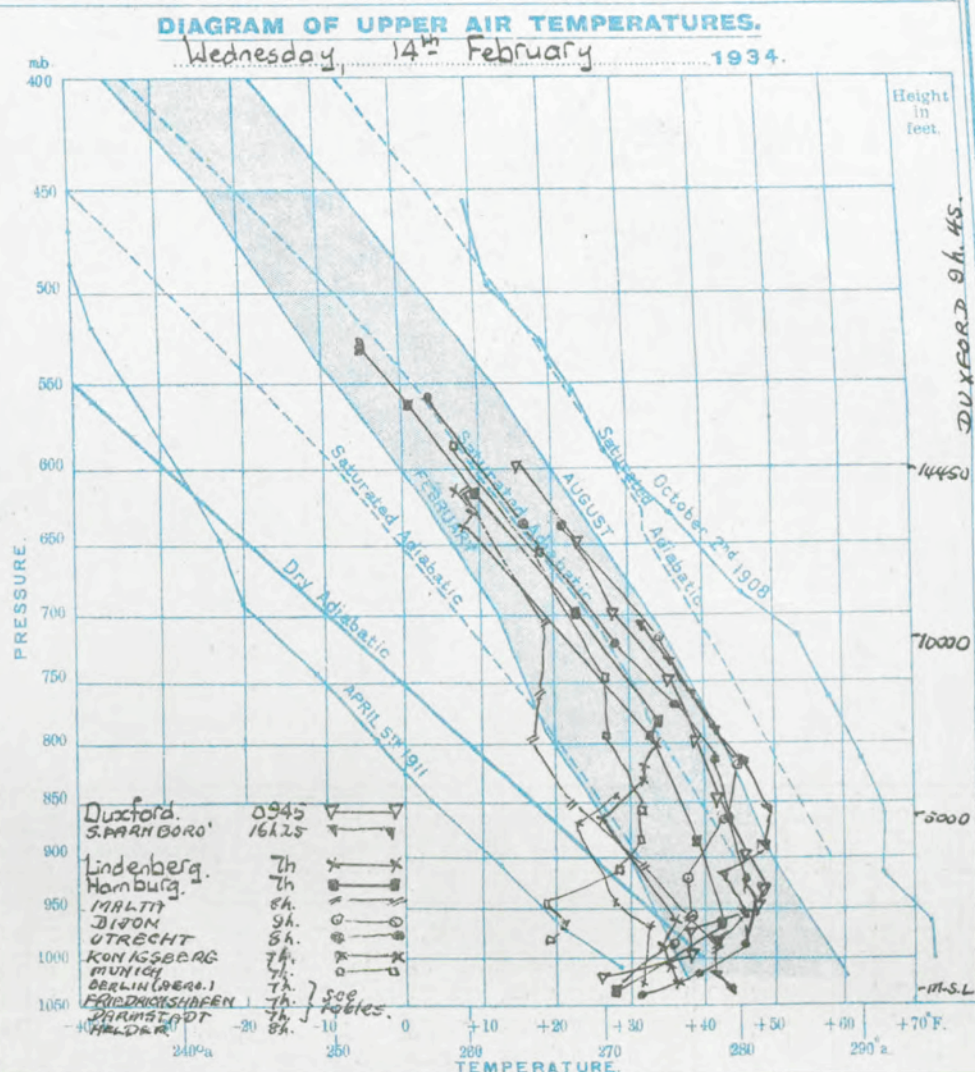 DIAGRAM OF UPPER AIR TEMPERATURES.
Wednesday, 14th February 1934.
mb.
400
450
500
560
600
650
700
750
800
850
900
950
1000
1050
PRESSURE.
Height
in
feet.
DUXFORD 9h. 45.
14450
10000
5000
M.S.L
Saturated Adiabatic
FEBRUARY
Saturated Adiabatic
AUGUST
Saturated Adiabatic
October 2nd 1908
Dry Adiabatic
APRIL 5TH 1911
Duxford. 0945
S.FARNBORO' 16h25
Lindenberg. 7h
Hamburg. 7h
MALTA 8h.
DIJON 9h.
UTRECHT 8h.
KONIGSBERG 7h.
MUNICH 7h.
BERLIN (AERO.) 7h.
FRIEDRICHSHAFEN 7h. } see
DARMSTADT 7h. } tables.
HELDER 8h.
-40 -20 -10 0 +10 +20 +30 +40 +50 +60 +70°F.
240°a 250 260 270 280 290°a
TEMPERATURE.